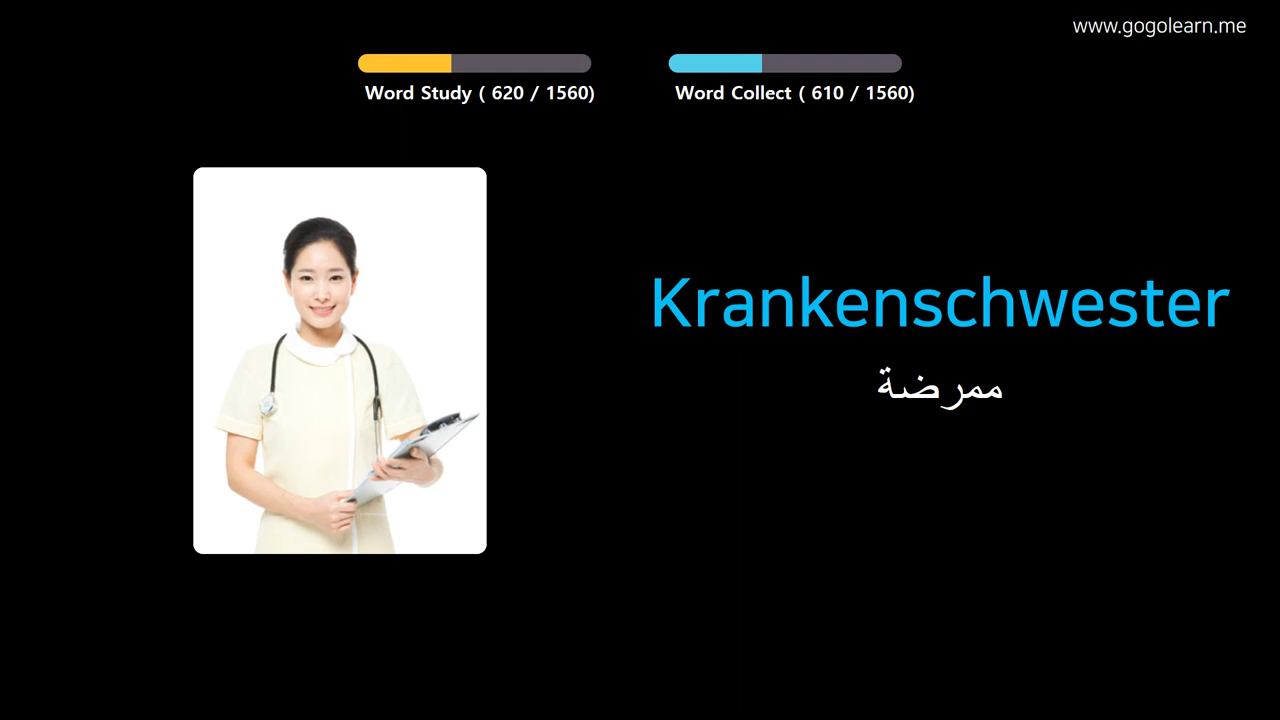 www.gogolearn.me
Word Study ( 620 / 1560)
Word Collect ( 610 / 1560)
Krankenschwester
ممرضة